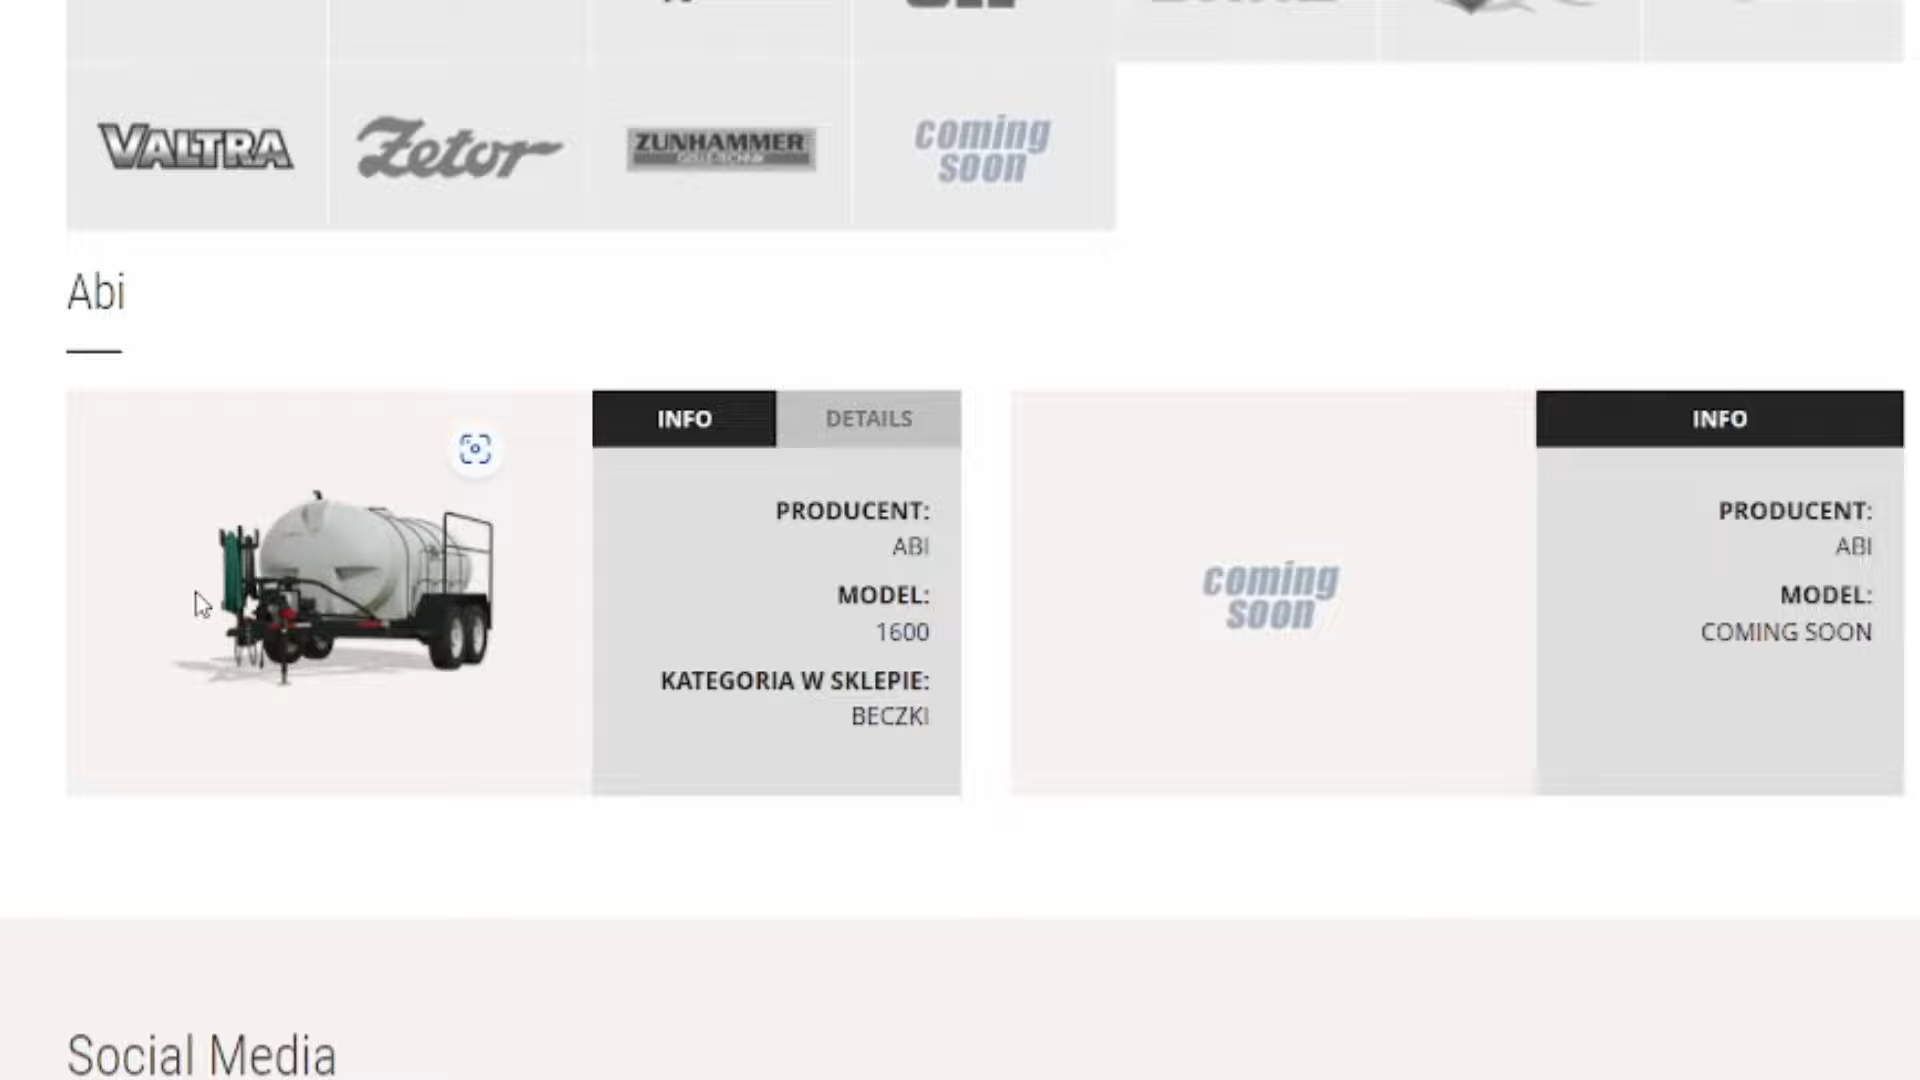 VALTRA
Zetor
ZUNHAMMER
coming
soon
Abi
INFO
DETAILS
PRODUCENT:
ABI
MODEL:
1600
KATEGORIA W SKLEPIE:
BECZKI
coming
soon
INFO
PRODUCENT:
ABI
MODEL:
COMING SOON
Social Media